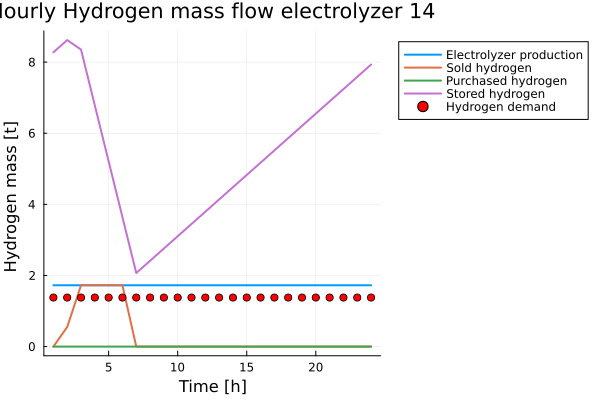 ourly Hydrogen mass flow electrolyzer 14
Electrolyzer production
Sold hydrogen
Purchased hydrogen
Stored hydrogen
Hydrogen demand
Hydrogen mass [t]
8
6
4
2
0
5
10
15
20
Time [h]